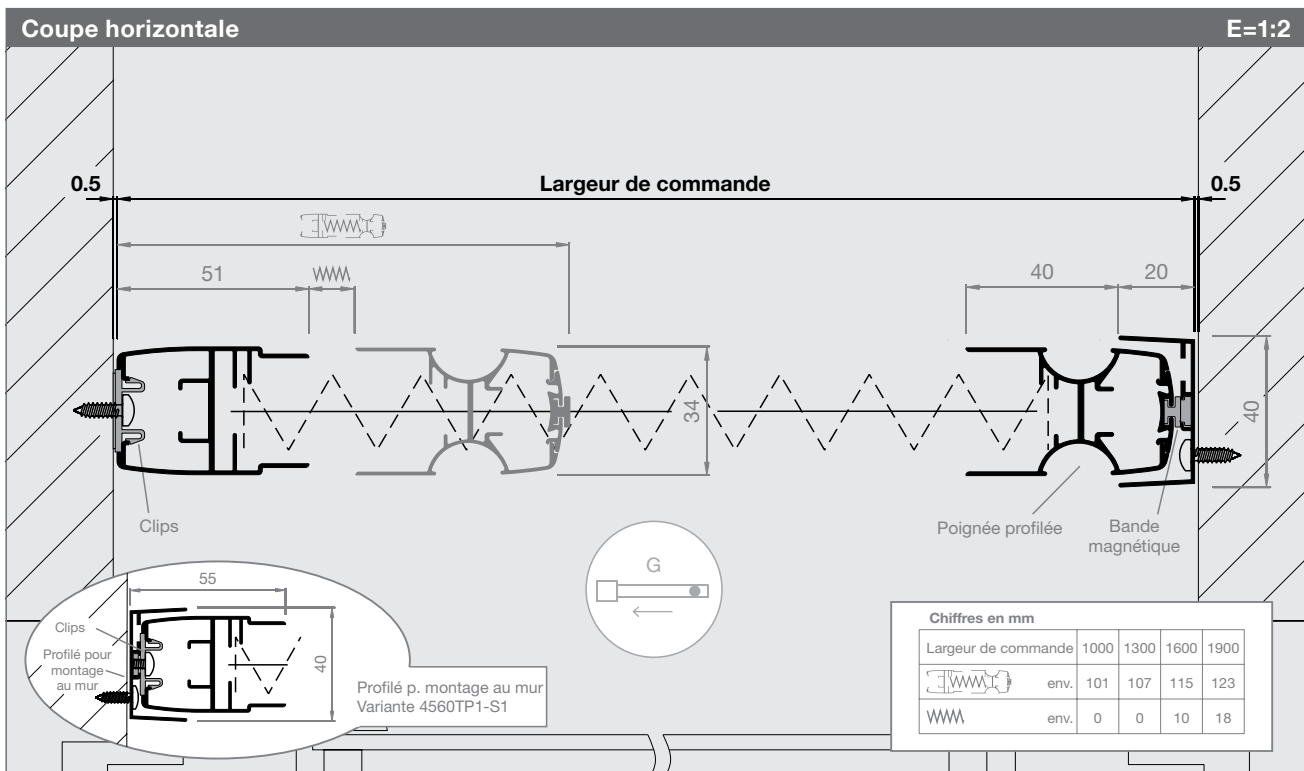 Coupe horizontale E=1:2
0.5 Largeur de commande 0.5
51 40 20
34 40
Clips
Poignée profilée
Bande
magnétique
G
55
Clips
Profilé pour
montage
au mur
40
Profilé p. montage au mur
Variante 4560TP1-S1
Chiffres en mm
Largeur de commande 1000 1300 1600 1900
env. 101 107 115 123
env. 0 0 10 18